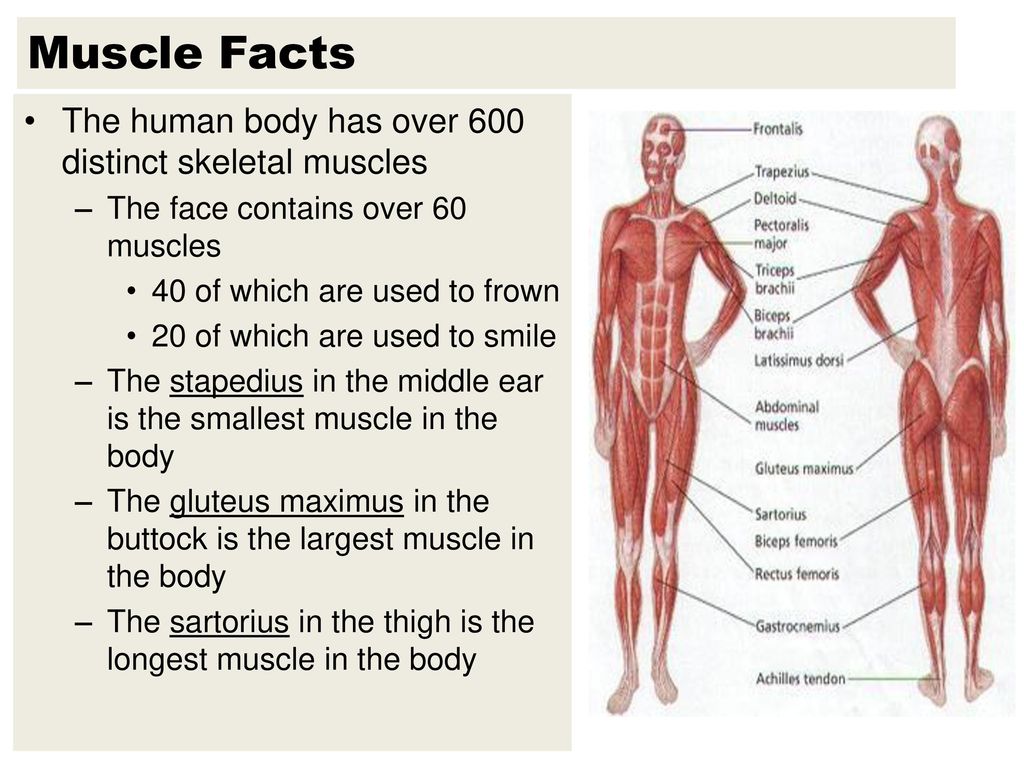 Muscle Facts
• The human body has over 600
distinct skeletal muscles
– The face contains over 60
muscles
• 40 of which are used to frown
• 20 of which are used to smile
– The stapedius in the middle ear
is the smallest muscle in the
body
– The gluteus maximus in the
buttock is the largest muscle in
the body
– The sartorius in the thigh is the
longest muscle in the body
Frontalis
Trapezius
Deltoid
Pectoralis
major
Triceps
brachii
Biceps
brachii
Latissimus dorsi
Abdominal
muscles
Gluteus maximus
Sartorius
Biceps femoris
Rectus femoris
Gastrocnemius
Achilles tendon